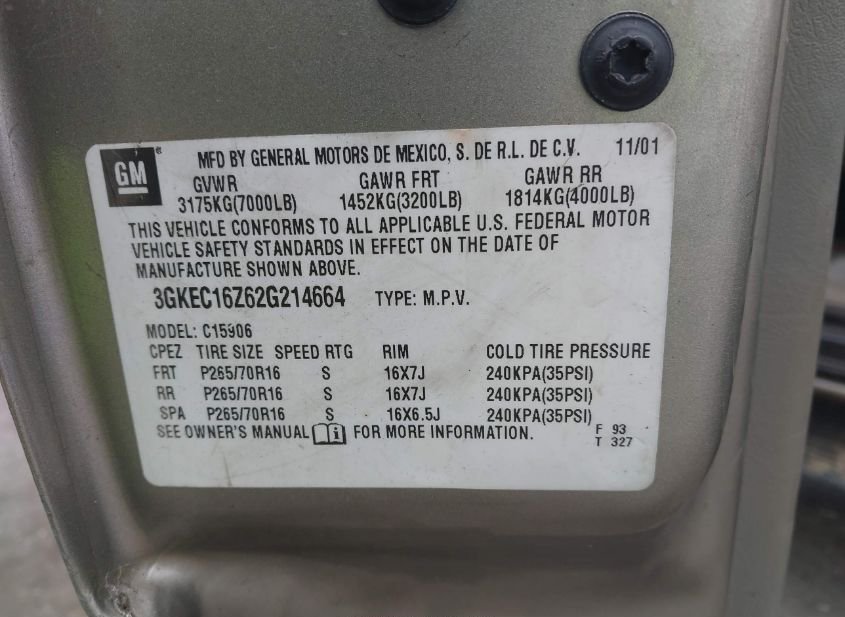 GM® MFD BY GENERAL MOTORS DE MEXICO, S. DE R.L. DE C.V. 11/01
GVWR GAWR FRT GAWR RR
3175KG(7000LB) 1452KG(3200LB) 1814KG(4000LB)
THIS VEHICLE CONFORMS TO ALL APPLICABLE U.S. FEDERAL MOTOR
VEHICLE SAFETY STANDARDS IN EFFECT ON THE DATE OF
MANUFACTURE SHOWN ABOVE.
3GKEC16Z62G214664 TYPE: M.P.V.
MODEL: C15906
CPEZ TIRE SIZE SPEED RTG RIM COLD TIRE PRESSURE
FRT P265/70R16 S 16X7J 240KPA(35PSI)
RR P265/70R16 S 16X7J 240KPA(35PSI)
SPA P265/70R16 S 16X6.5J 240KPA(35PSI)
SEE OWNER'S MANUAL i FOR MORE INFORMATION. F 93
T 327